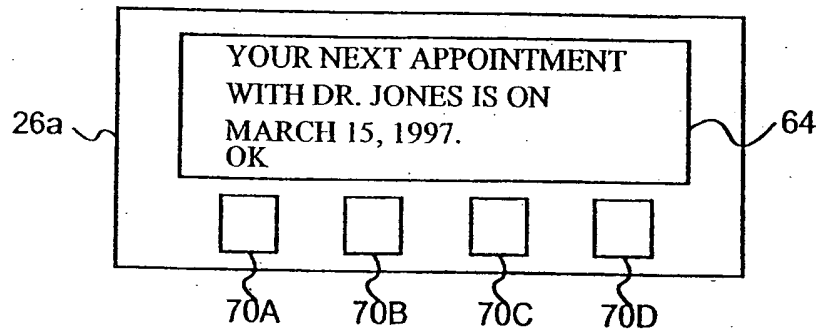 YOUR NEXT APPOINTMENT
WITH DR. JONES IS ON
MARCH 15, 1997.
OK
26a
64
70A 70B 70C 70D